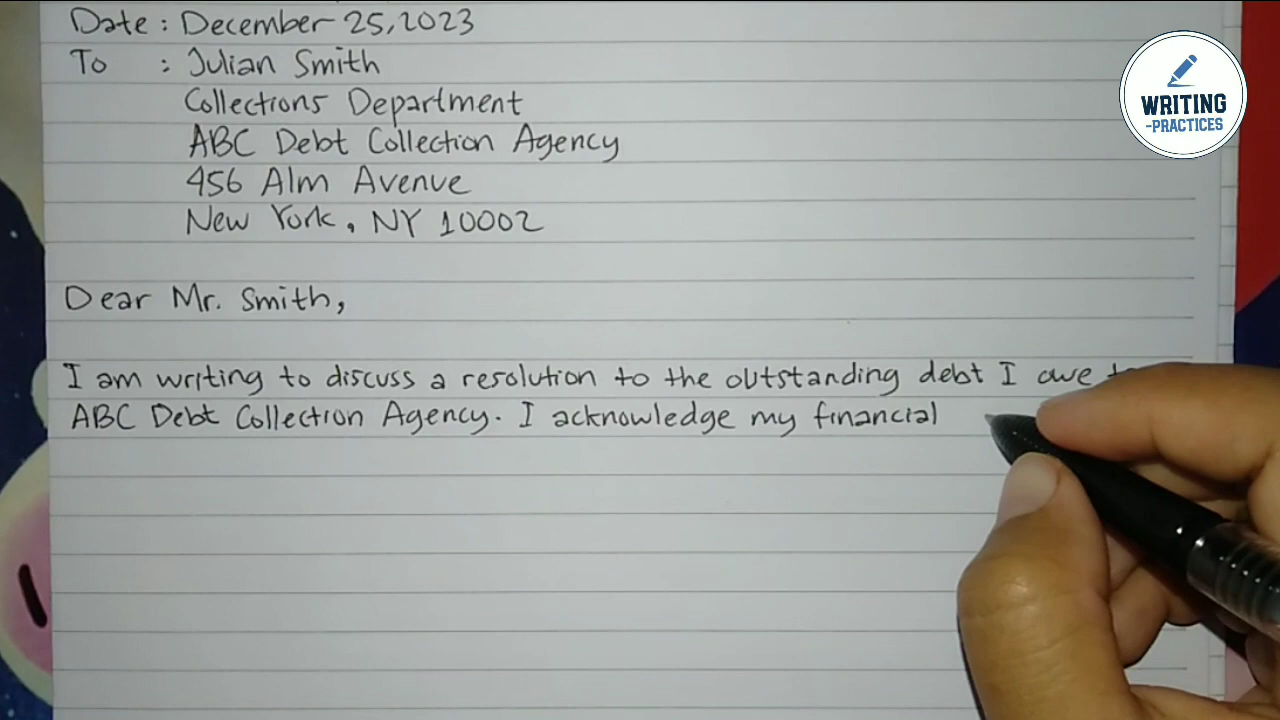 Date : December 25, 2023
To : Julian Smith
Collections Department
ABC Debt Collection Agency
456 Alm Avenue
New York, NY 10002
Dear Mr. Smith,
I am writing to discuss a resolution to the outstanding debt I owe to
ABC Debt Collection Agency. I acknowledge my financial
WRITING
-PRACTICES